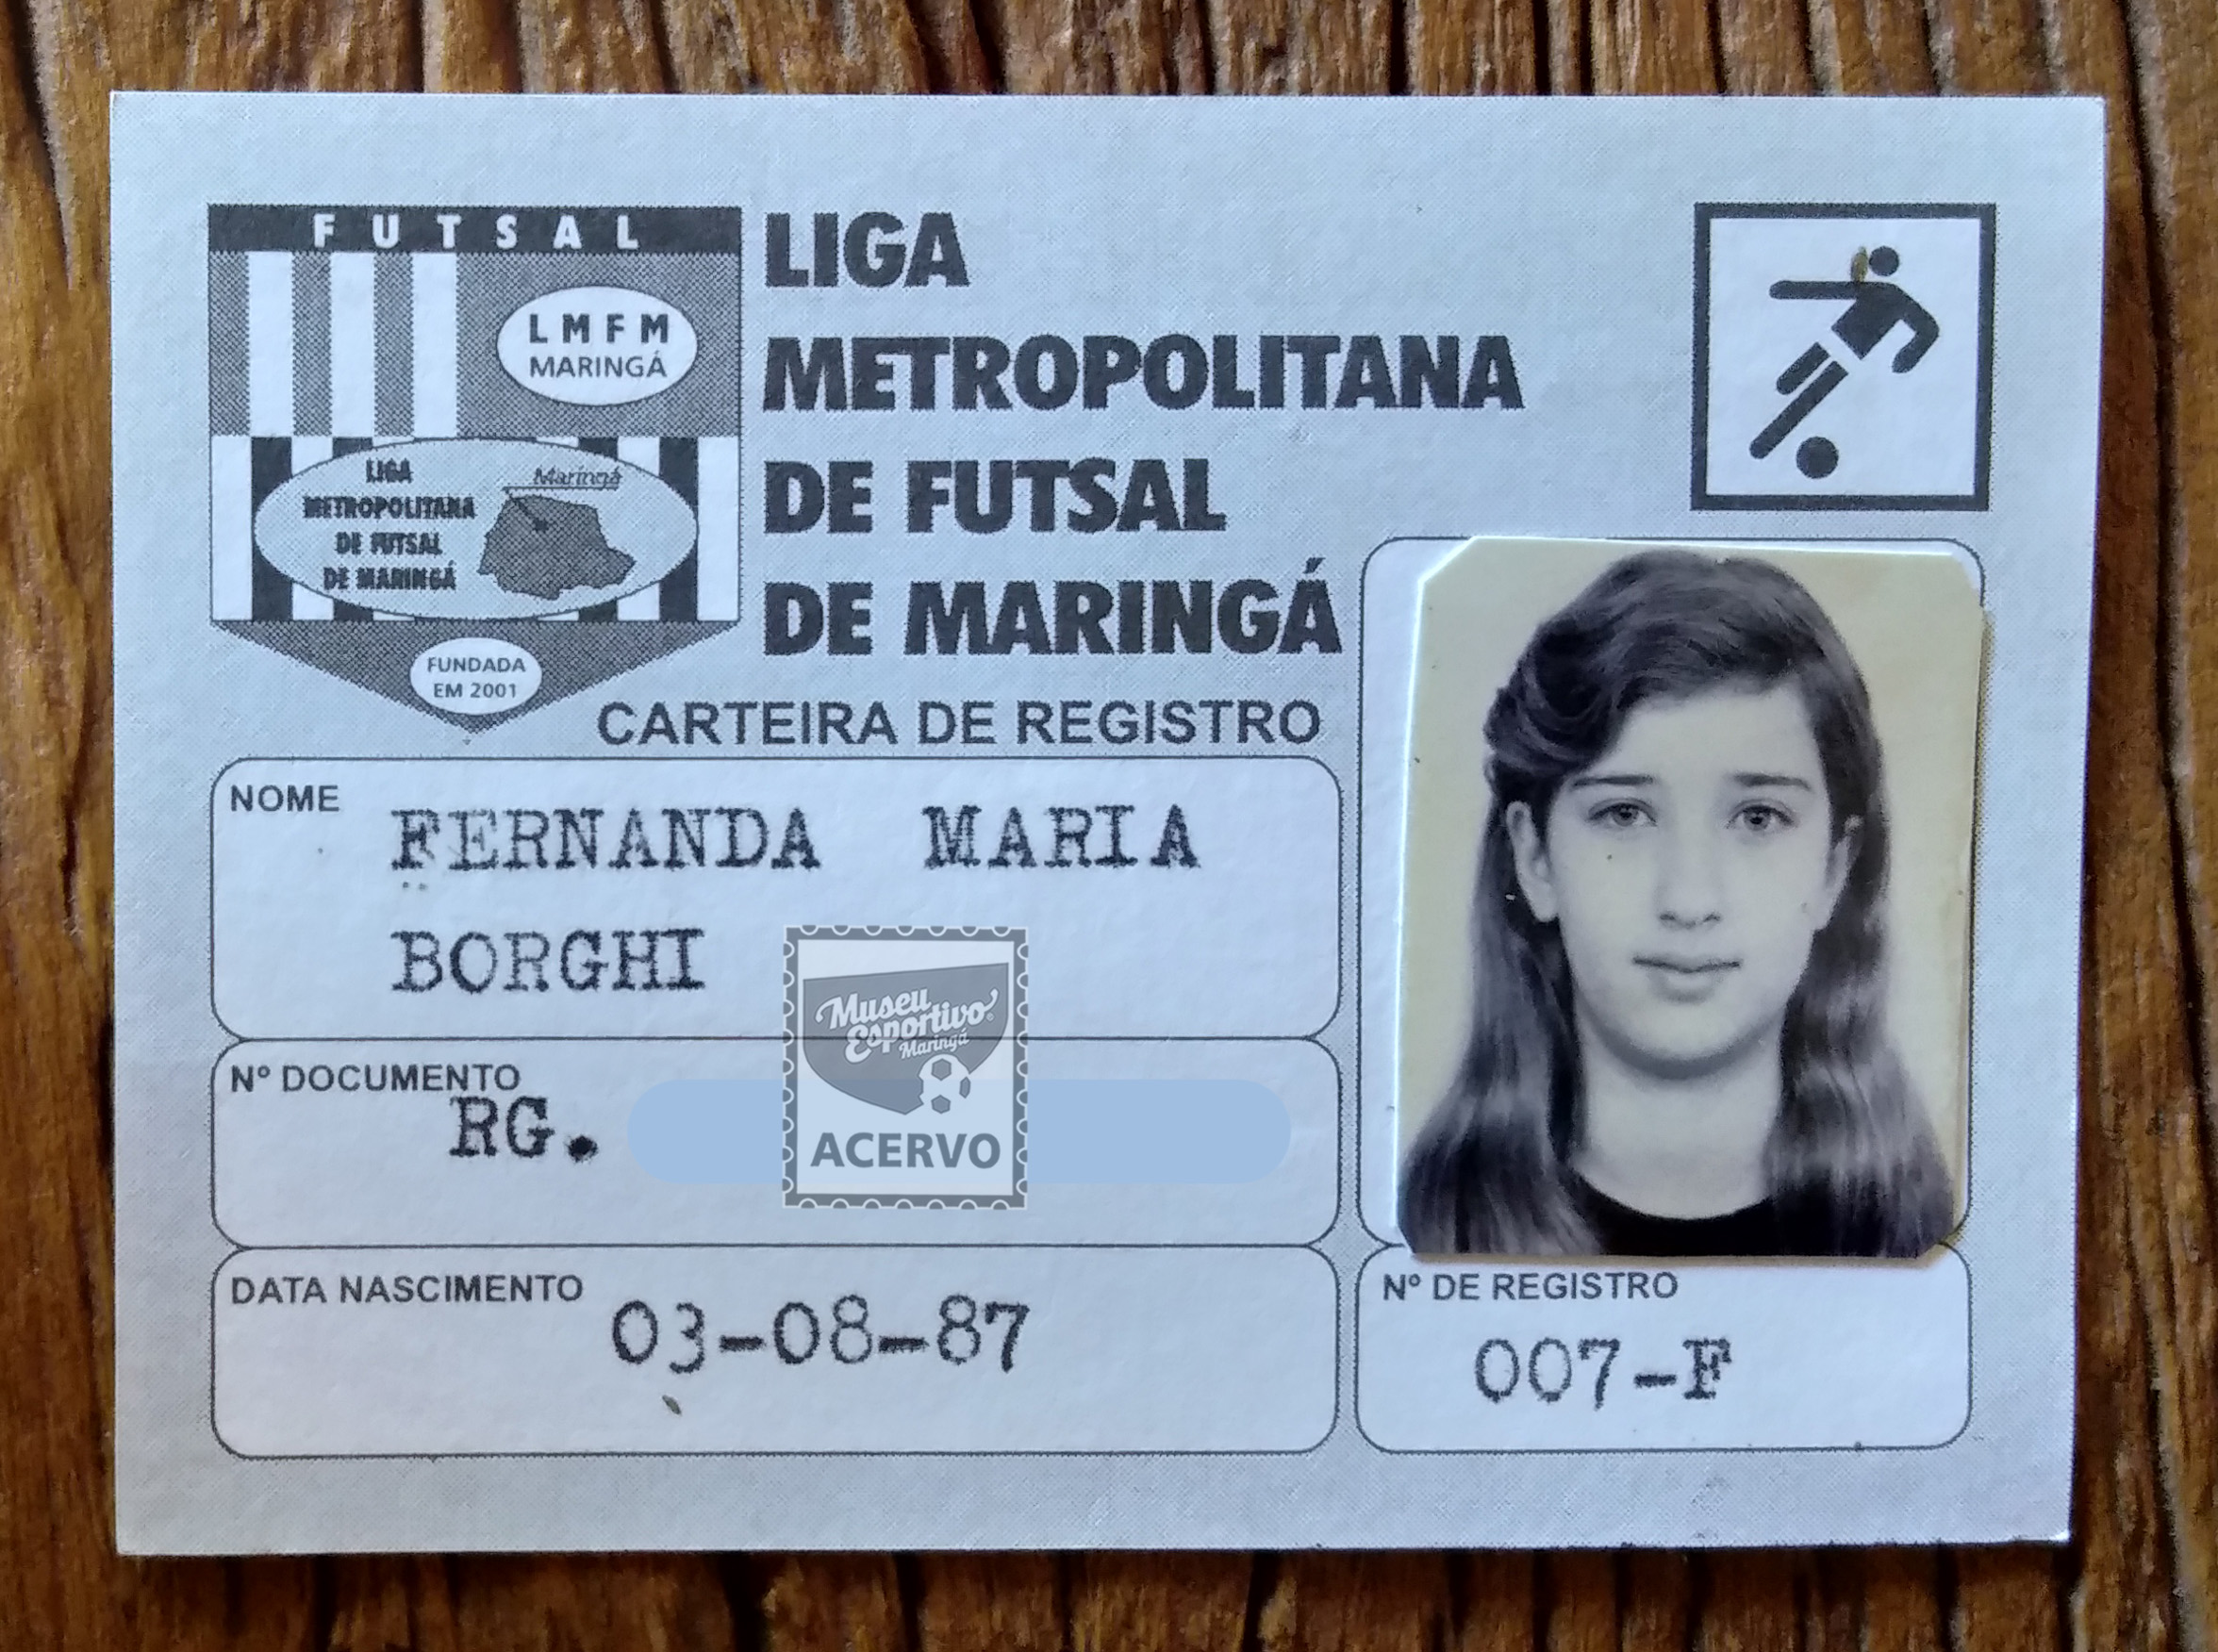 FUTSAL
LMFM
MARINGÁ
LIGA
METROPOLITANA
DE FUTSAL
DE MARINGÁ
Maringá
FUNDADA
EM 2001
LIGA
METROPOLITANA
DE FUTSAL
DE MARINGÁ
CARTEIRA DE REGISTRO
NOME
FERNANDA MARIA
BORGHI
Nº DOCUMENTO
RG.
Museu
Esportivo
Maringá
ACERVO
DATA NASCIMENTO
03-08-87
Nº DE REGISTRO
007-F